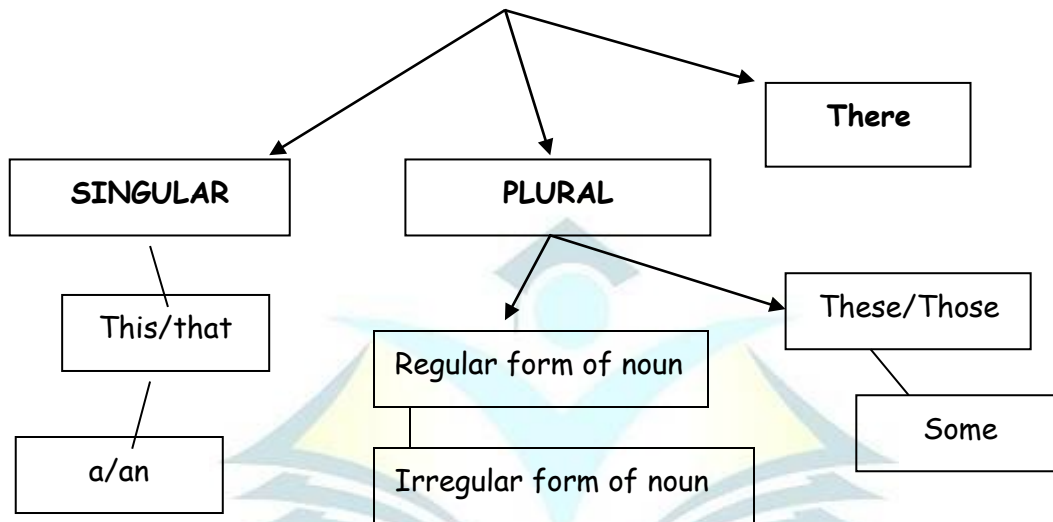 There
SINGULAR
PLURAL
This/that
These/Those
Regular form of noun
Some
a/an
Irregular form of noun